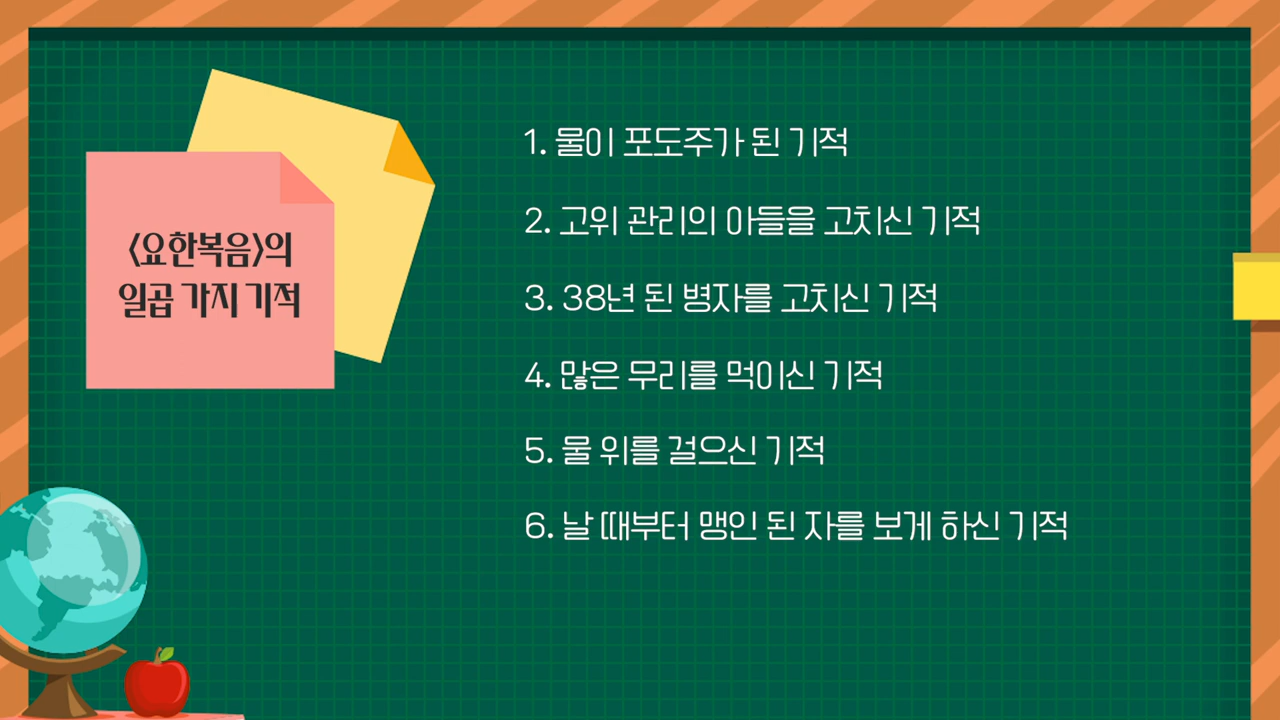 <요한복음>의
일곱 가지 기적
1. 물이 포도주가 된 기적
2. 고위 관리의 아들을 고치신 기적
3. 38년 된 병자를 고치신 기적
4. 많은 무리를 먹이신 기적
5. 물 위를 걸으신 기적
6. 날 때부터 맹인 된 자를 보게 하신 기적